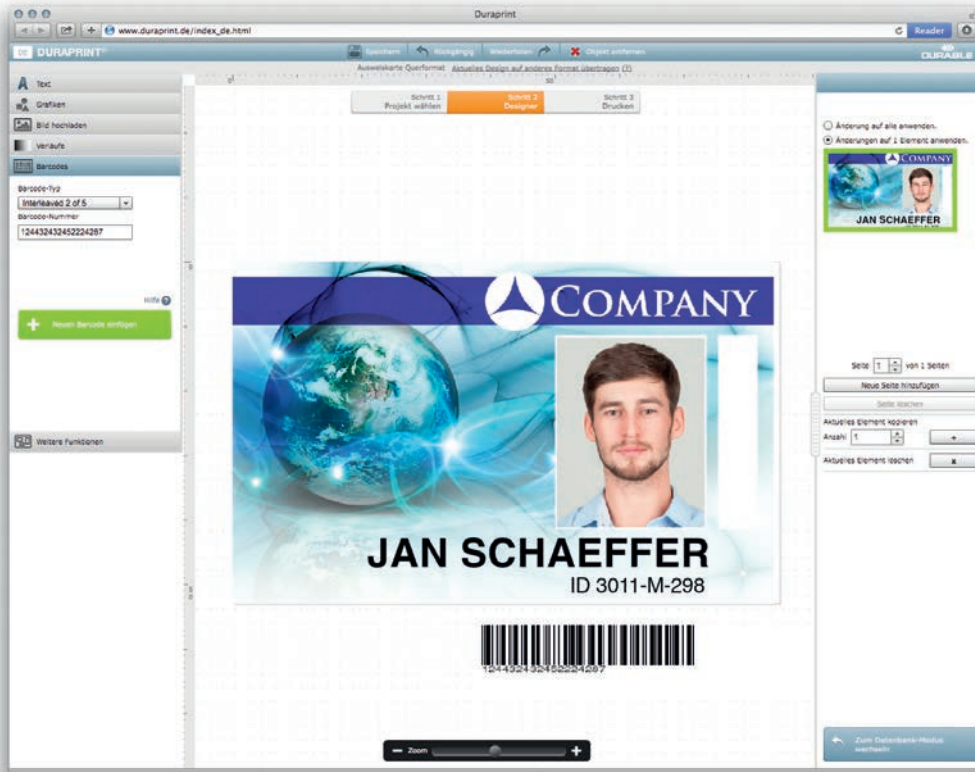 Duraprint
www.duraprint.de/index_de.html
Reader
DE DURAPRINT®
Speichern
Rückgängig
Wiederholen
Objekt entfernen
DURABLE
Ausweiskarte Querformat Aktuelles Design auf anderes Format übertragen (?)
Schritt 1
Projekt wählen
Schritt 2
Designer
Schritt 3
Drucken
Text
Grafiken
Bild hochladen
Verläufe
Barcodes
Barcode-Typ
Interleaved 2 of 5
Barcode-Nummer
124432432452224287
Hilfe
Neuen Barcode einfügen
Weitere Funktionen
COMPANY
JAN SCHAEFFER
ID 3011-M-298
124432432452224287
Zoom
Änderung auf alle anwenden.
Änderungen auf 1 Element anwenden.
COMPANY
JAN SCHAEFFER
Seite 1 von 1 Seiten
Neue Seite hinzufügen
Seite löschen
Aktuelles Element kopieren
Anzahl 1
Aktuelles Element löschen
Zum Datenbank-Modus
wechseln